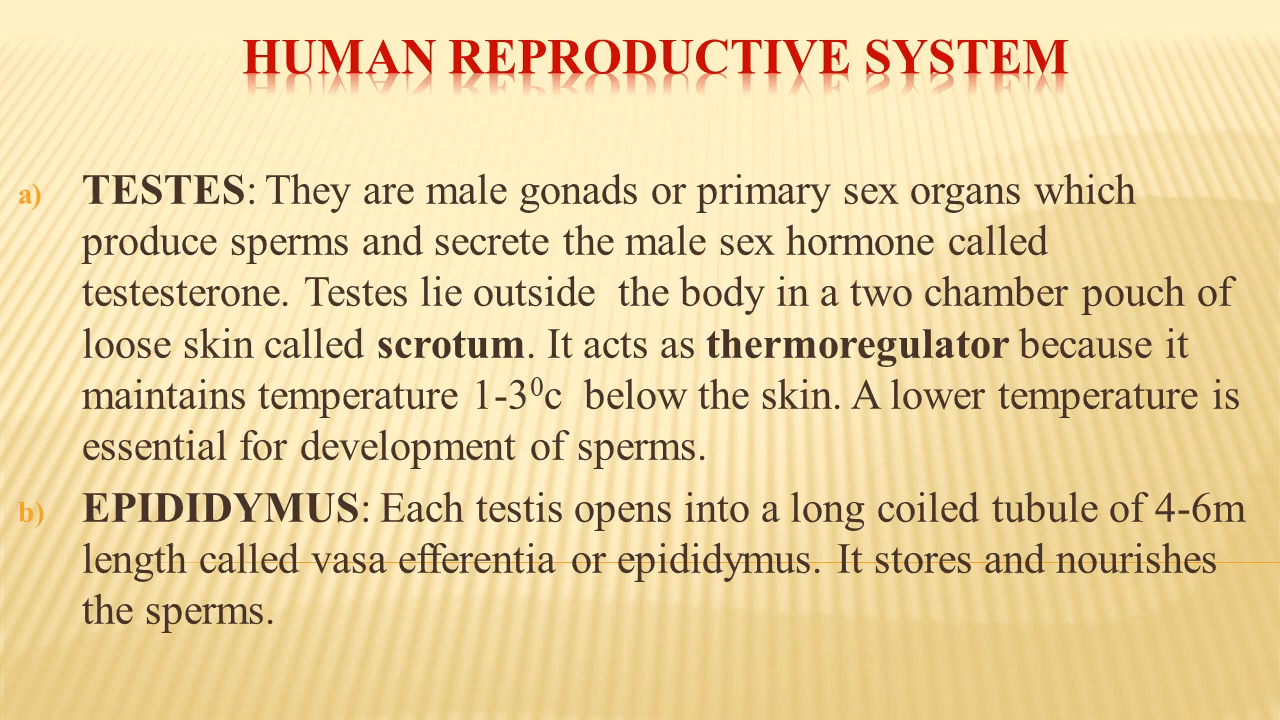 HUMAN REPRODUCTIVE SYSTEM
a) TESTES: They are male gonads or primary sex organs which
produce sperms and secrete the male sex hormone called
testesterone. Testes lie outside  the body in a two chamber pouch of
loose skin called scrotum. It acts as thermoregulator because it
maintains temperature 1-3⁰c  below the skin. A lower temperature is
essential for development of sperms.
b) EPIDIDYMUS: Each testis opens into a long coiled tubule of 4-6m
length called vasa efferentia or epididymus. It stores and nourishes
the sperms.